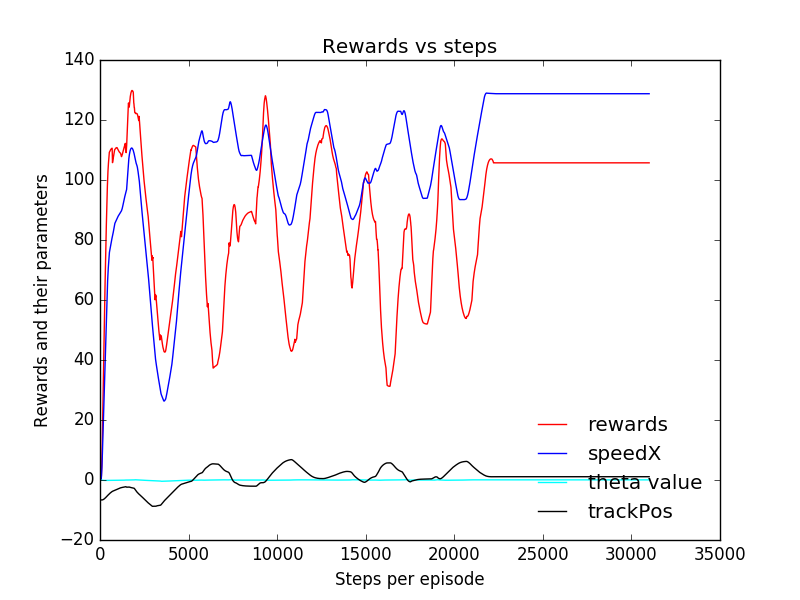 Rewards vs steps
140
120
100
80
60
40
20
0
−20
Rewards and their parameters
0
5000
10000
15000
20000
25000
30000
35000
Steps per episode
rewards
speedX
theta value
trackPos